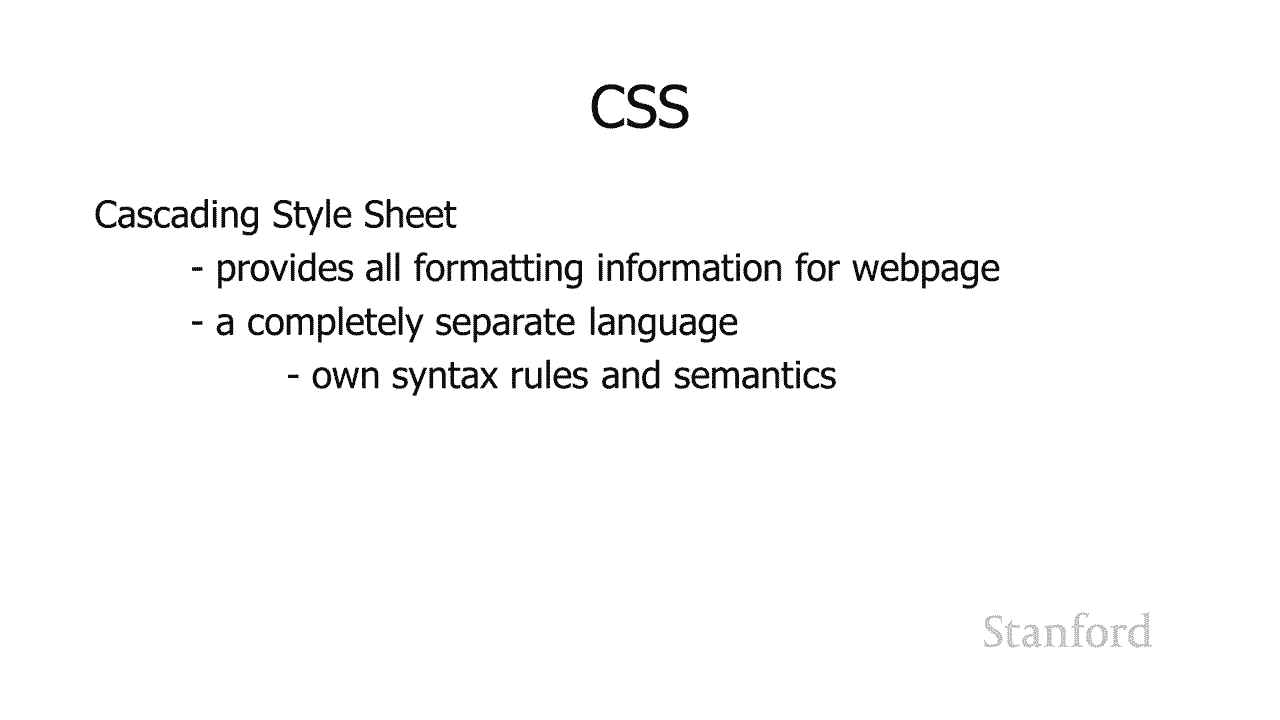 CSS
Cascading Style Sheet
- provides all formatting information for webpage
- a completely separate language
- own syntax rules and semantics
Stanford